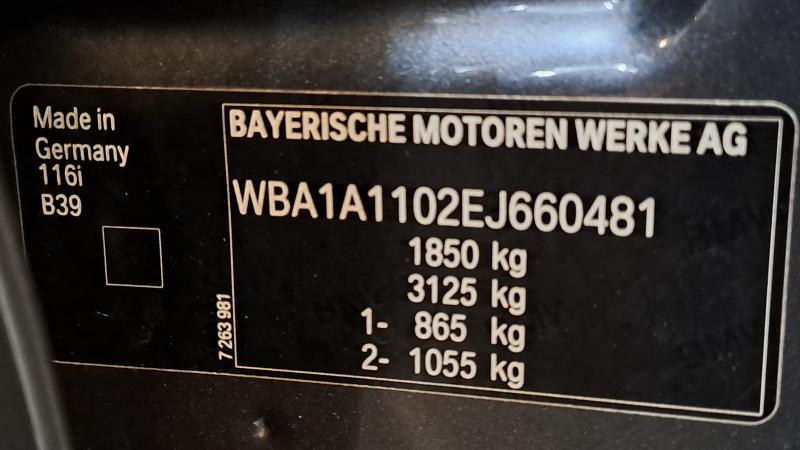 Made in
Germany
116i
B39
7 263 981
BAYERISCHE MOTOREN WERKE AG
WBA1A1102EJ660481
1850 kg
3125 kg
1- 865 kg
2- 1055 kg